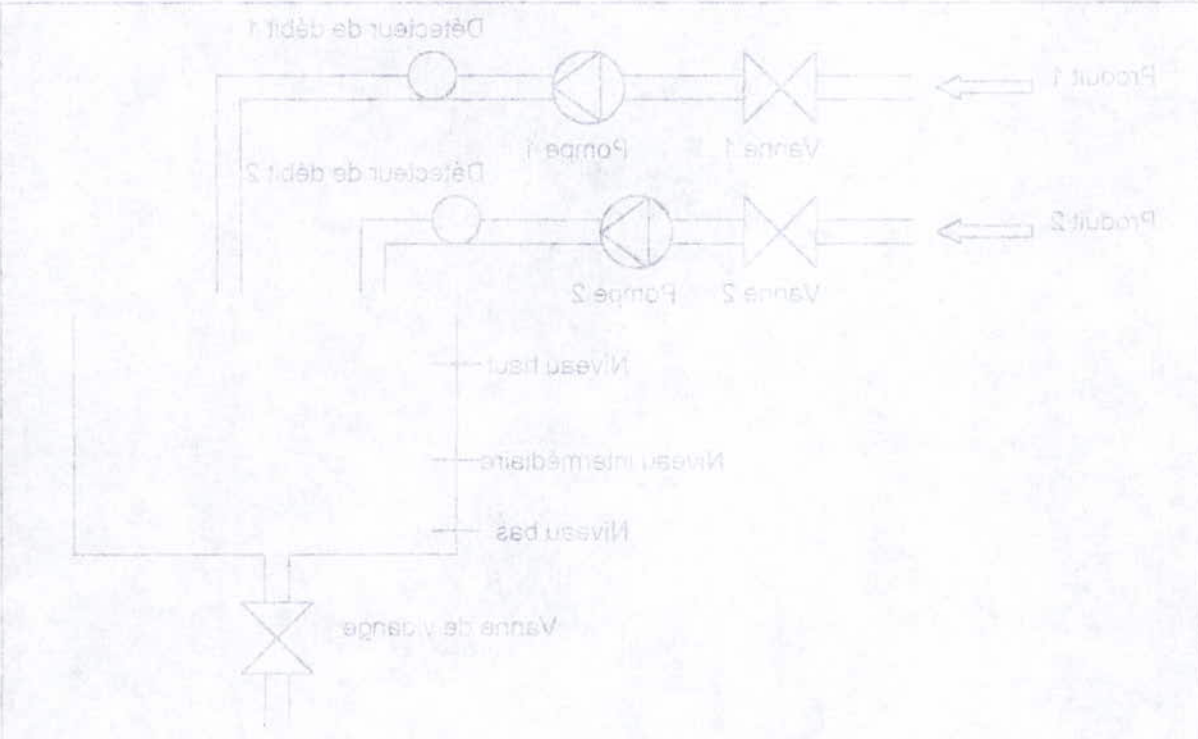 Détecteur de débit 1
Produit 1
Vanne 1
Pompe 1
Détecteur de débit 2
Produit 2
Vanne 2
Pompe 2
Niveau haut
Niveau intermédiaire
Niveau bas
Vanne de vidange